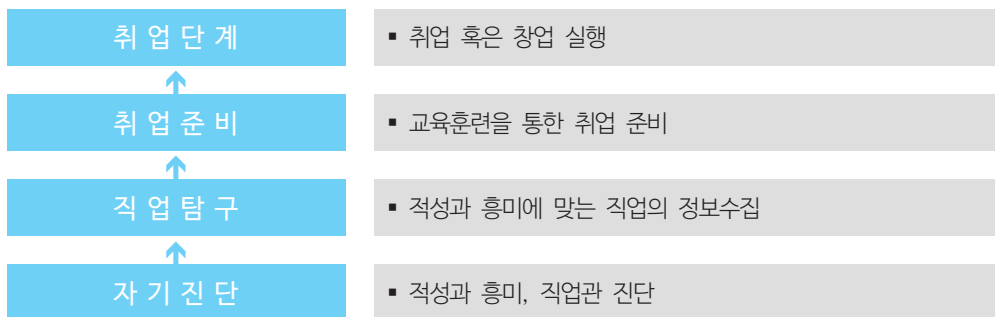 취업단계
▪ 취업 혹은 창업 실행
취업준비
▪ 교육훈련을 통한 취업 준비
직업탐구
▪ 적성과 흥미에 맞는 직업의 정보수집
자기진단
▪ 적성과 흥미, 직업관 진단